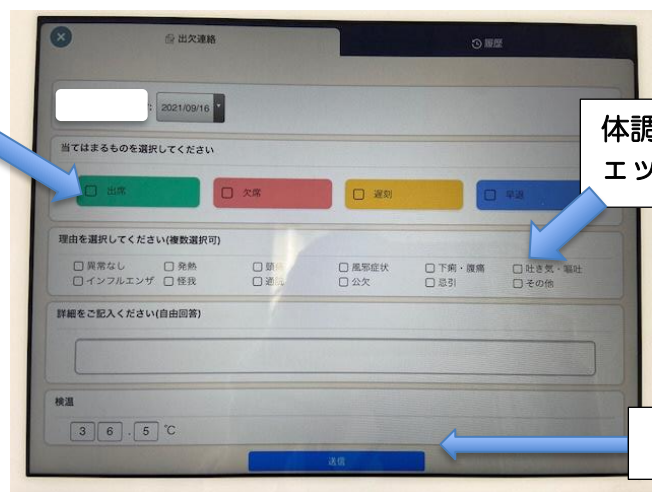 出欠連絡
履歴
2021/09/16
当てはまるものを選択してください
出席 欠席 遅刻 早退
理由を選択してください(複数選択可)
異常なし 発熱 風邪症状 下痢・腹痛 吐き気・嘔吐
インフルエンザ 怪我 公欠 忌引 その他
詳細をご記入ください(自由回答)
検温
3 6 . 5 ℃
送信
体調
ェッ